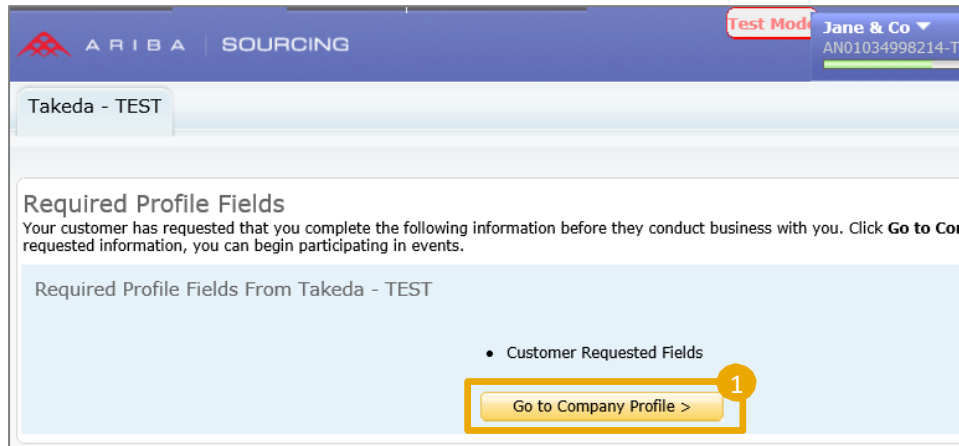 ARIBA | SOURCING
Test Mode
Jane & Co
AN01034998214-T
Takeda - TEST
Required Profile Fields
Your customer has requested that you complete the following information before they conduct business with you. Click Go to Co
requested information, you can begin participating in events.
Required Profile Fields From Takeda - TEST
• Customer Requested Fields
1
Go to Company Profile >